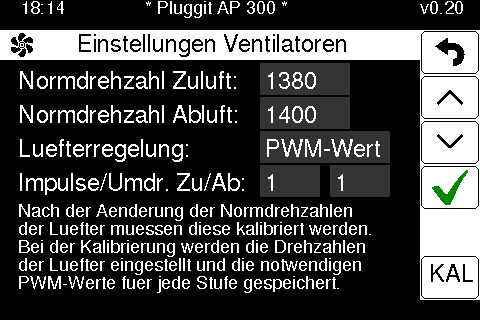 18:14 * Pluggit AP 300 * v0.20
Einstellungen Ventilatoren
Normdrehzahl Zuluft: 1380
Normdrehzahl Abluft: 1400
Luefterregelung: PWM-Wert
Impulse/Umdr. Zu/Ab: 1 1
Nach der Aenderung der Normdrehzahlen
der Luefter muessen diese kalibriert werden.
Bei der Kalibrierung werden die Drehzahlen
der Luefter eingestellt und die notwendigen
PWM-Werte fuer jede Stufe gespeichert.
KAL